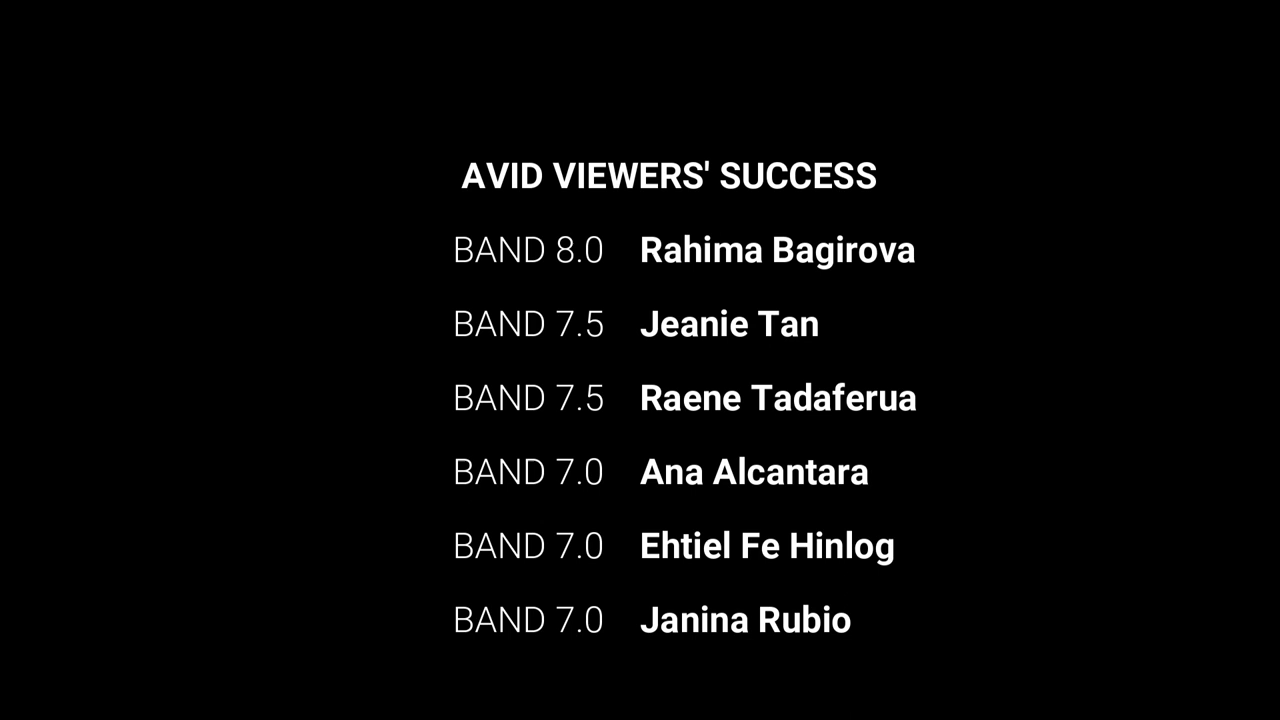 AVID VIEWERS' SUCCESS
BAND 8.0 Rahima Bagirova
BAND 7.5 Jeanie Tan
BAND 7.5 Raene Tadaferua
BAND 7.0 Ana Alcantara
BAND 7.0 Ehtiel Fe Hinlog
BAND 7.0 Janina Rubio